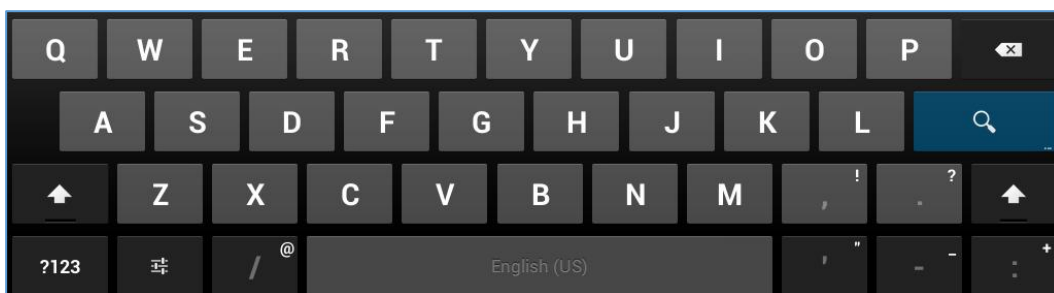 Q W E R T Y U I O P
A S D F G H J K L
Z X C V B N M , ! . ?
?123 / @ English (US) ' " - _ : +